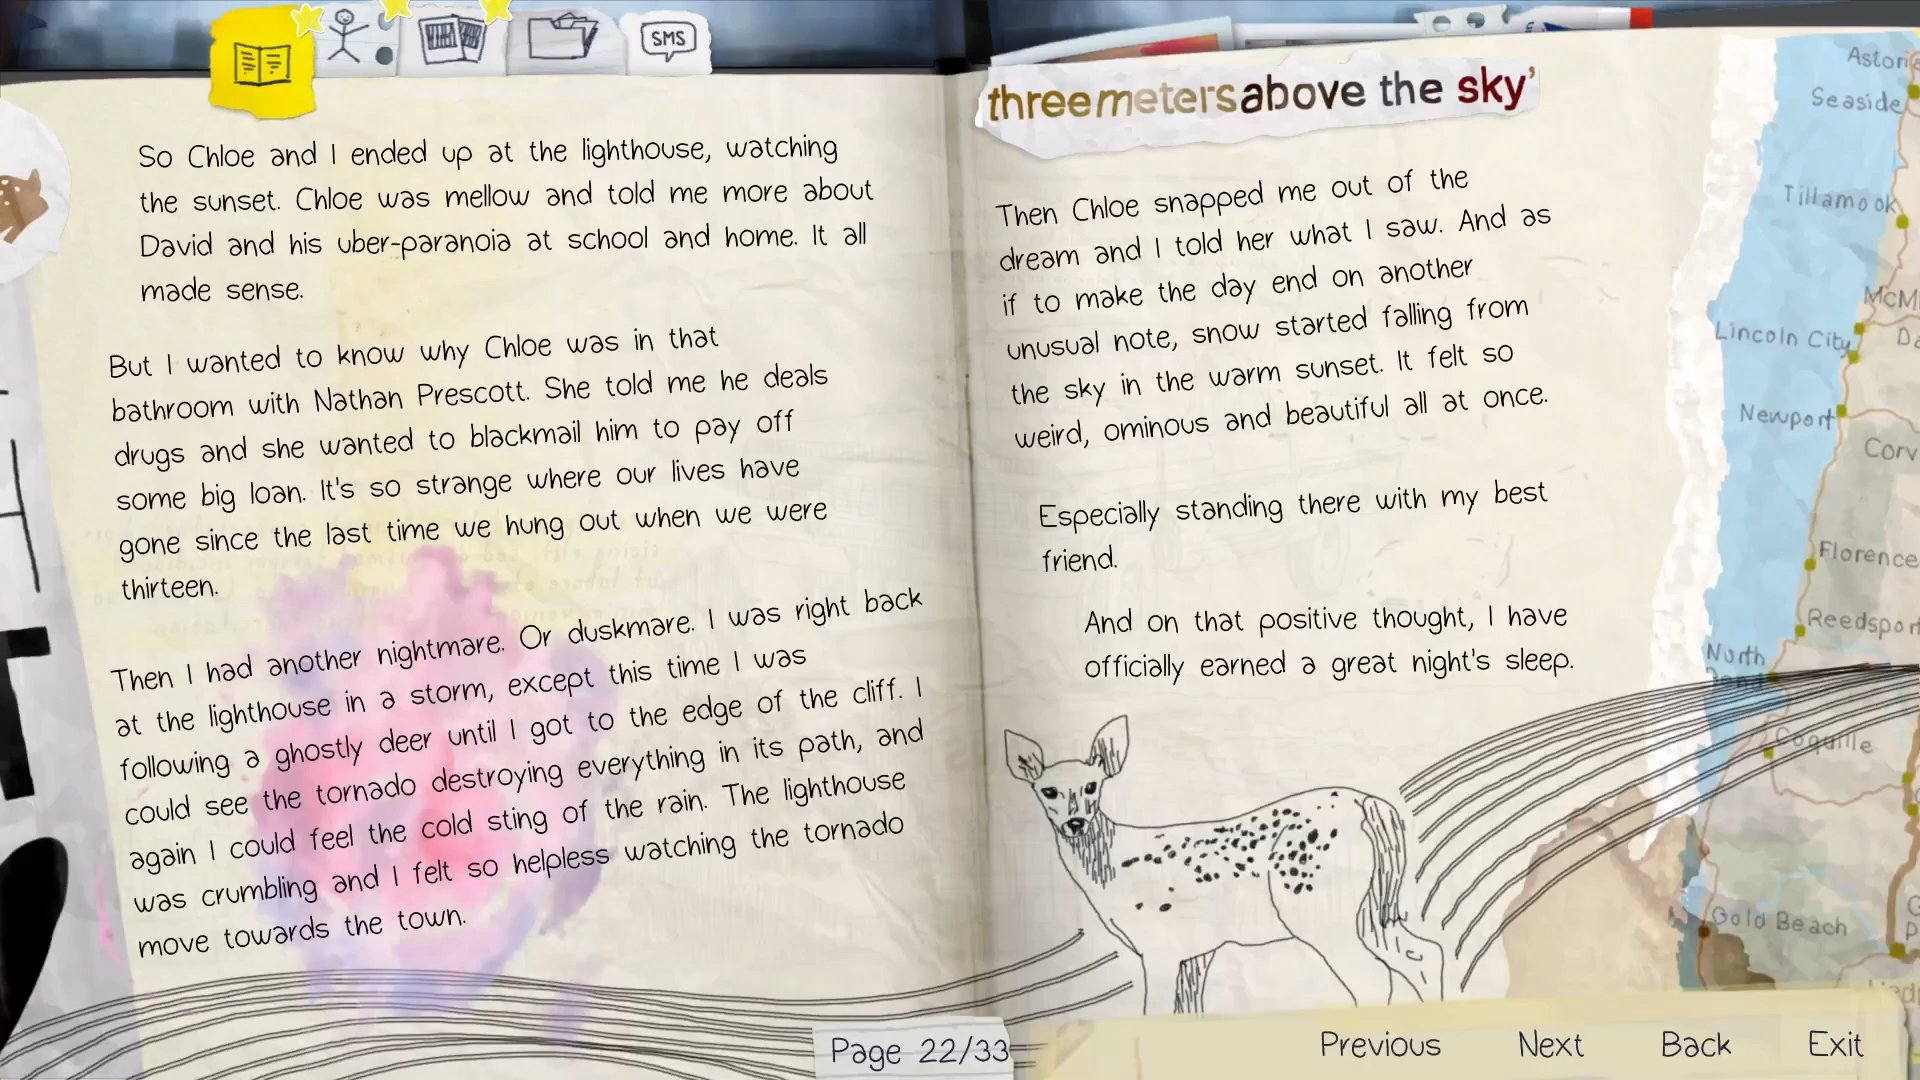 SMS
So Chloe and I ended up at the lighthouse, watching
the sunset. Chloe was mellow and told me more about
David and his uber-paranoia at school and home. It all
made sense.
But I wanted to know why Chloe was in that
bathroom with Nathan Prescott. She told me he deals
drugs and she wanted to blackmail him to pay off
some big loan. It's so strange where our lives have
gone since the last time we hung out when we were
thirteen.
Then I had another nightmare. Or duskmare. I was right back
at the lighthouse in a storm, except this time I was
following a ghostly deer until I got to the edge of the cliff. I
could see the tornado destroying everything in its path, and
again I could feel the cold sting of the rain. The lighthouse
was crumbling and I felt so helpless watching the tornado
move towards the town.
threemetersabove the sky'
Then Chloe snapped me out of the
dream and I told her what I saw. And as
if to make the day end on another
unusual note, snow started falling from
the sky in the warm sunset. It felt so
weird, ominous and beautiful all at once.
Especially standing there with my best
friend.
And on that positive thought, I have
officially earned a great night's sleep.
Seaside
Tillamook
Lincoln City
Newport
Florence
Reedsport
North
Bend
Coquille
Gold Beach
Page 22/33
Previous
Next
Back
Exit